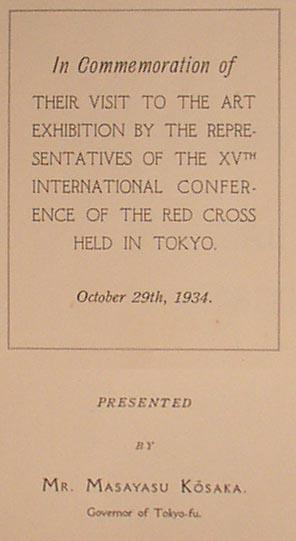 In Commemoration of
THEIR VISIT TO THE ART
EXHIBITION BY THE REPRE-
SENTATIVES OF THE XVTH
INTERNATIONAL CONFER-
ENCE OF THE RED CROSS
HELD IN TOKYO.
October 29th, 1934.
PRESENTED
BY
MR. MASAYASU KŌSAKA.
Governor of Tokyo-fu.